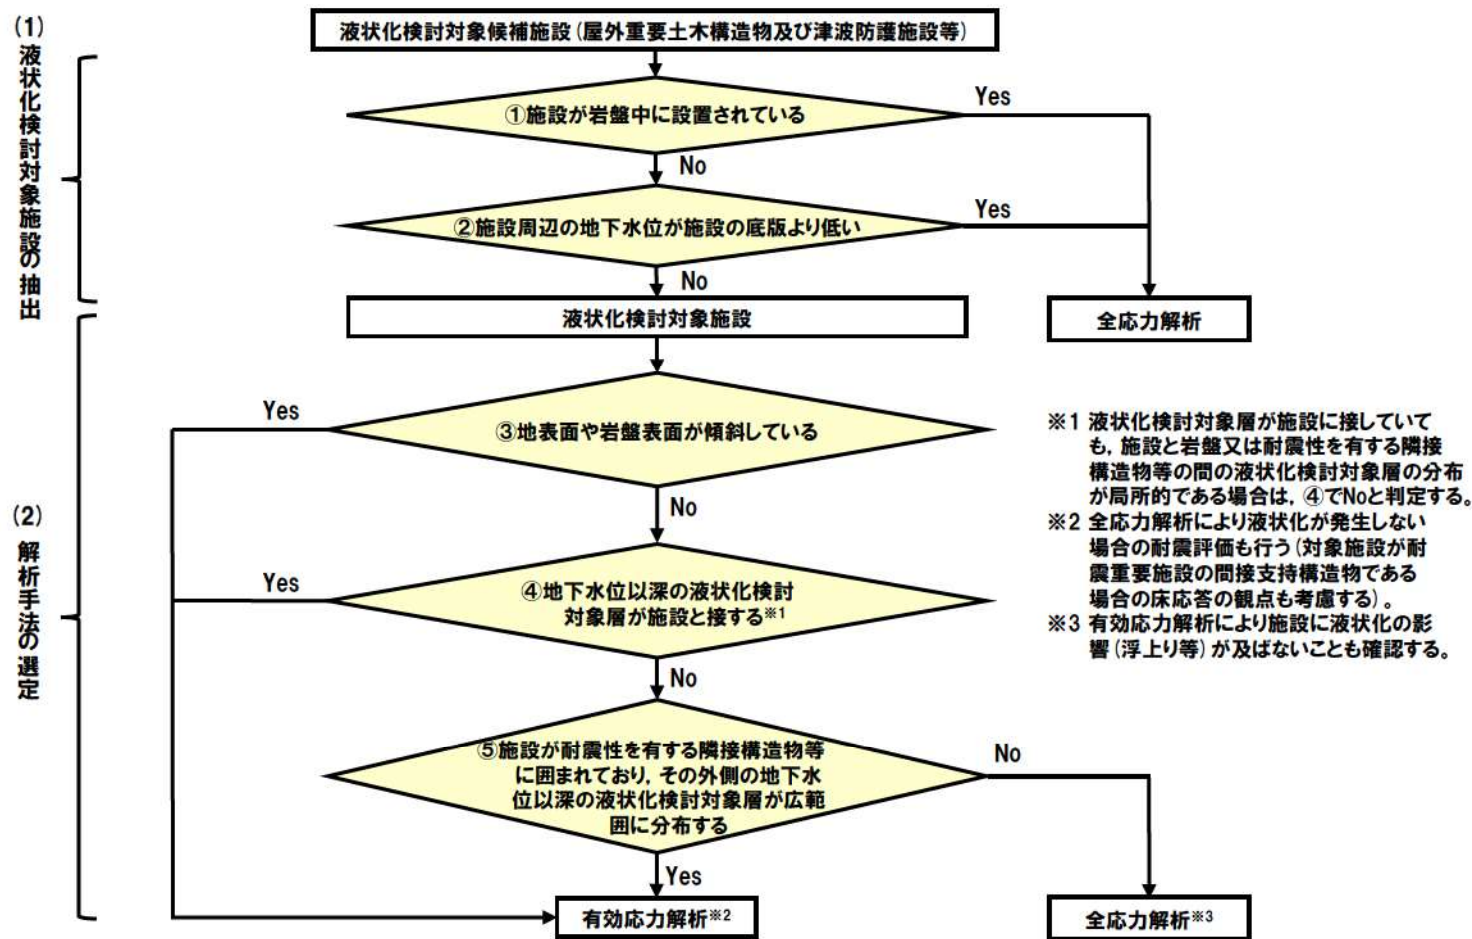 (1)
液状化検討対象施設の抽出
液状化検討対象候補施設(屋外重要土木構造物及び津波防護施設等)
①施設が岩盤中に設置されている
Yes
No
②施設周辺の地下水位が施設の底版より低い
Yes
No
液状化検討対象施設
全応力解析
(2)
解析手法の選定
③地表面や岩盤表面が傾斜している
Yes
No
④地下水位以深の液状化検討
対象層が施設と接する※1
Yes
No
⑤施設が耐震性を有する隣接構造物等
に囲まれており，その外側の地下水
位以深の液状化検討対象層が広範
囲に分布する
No
Yes
有効応力解析※2
全応力解析※3
※1 液状化検討対象層が施設に接していて
も，施設と岩盤又は耐震性を有する隣接
構造物等の間の液状化検討対象層の分布
が局所的である場合は，④でNoと判定する。
※2 全応力解析により液状化が発生しない
場合の耐震評価も行う(対象施設が耐
震重要施設の間接支持構造物である
場合の床応答の観点も考慮する)。
※3 有効応力解析により施設に液状化の影
響(浮上り等)が及ばないことも確認する。